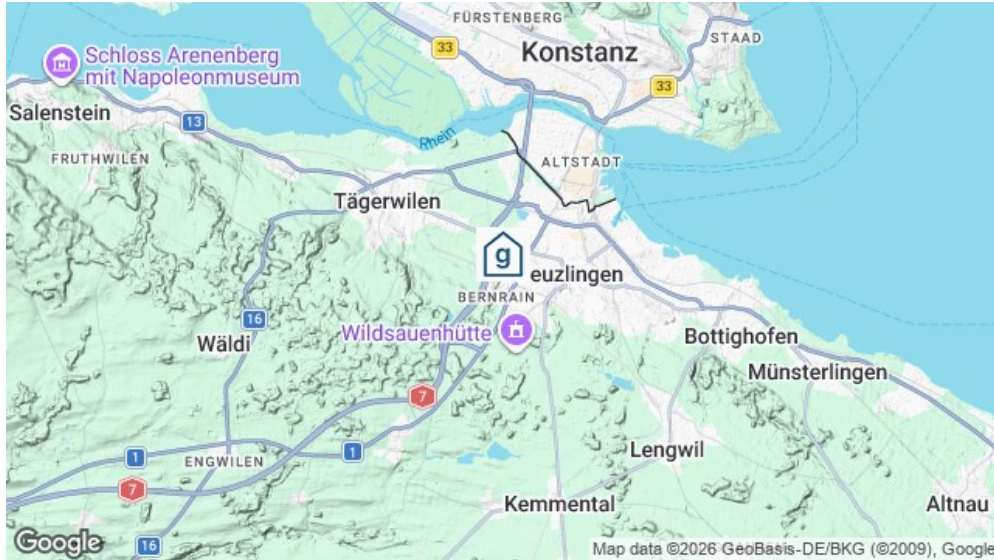 FÜRSTENBERG
STAAD
33
Konstanz
Schloss Arenenberg
mit Napoleonmuseum
33
Salenstein
13
Rhein
FRUTHWILEN
ALTSTADT
Tägerwilen
g
euzlingen
BERNRAIN
16
Wildsauenhütte
Wäldi
Bottighofen
Münsterlingen
7
1
1
ENGWILEN
Lengwil
7
Kemmental
Altnau
16
Google
Map data ©2026 GeoBasis-DE/BKG (©2009), Google